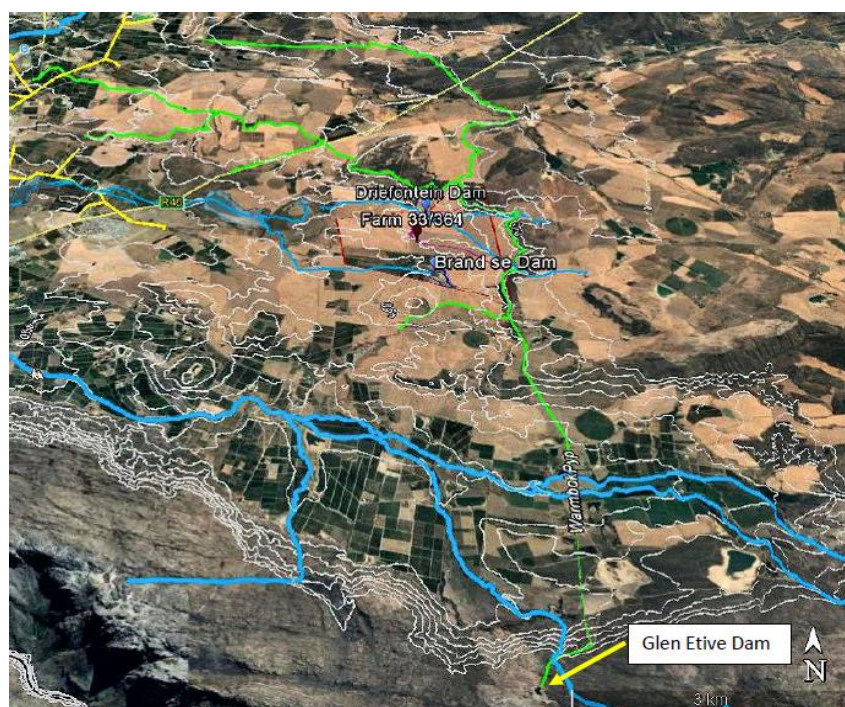 Driefontein Dam
R46
Farm 33/364
Brand se Dam
Warmbok Pyp
Glen Etive Dam
N
3 km